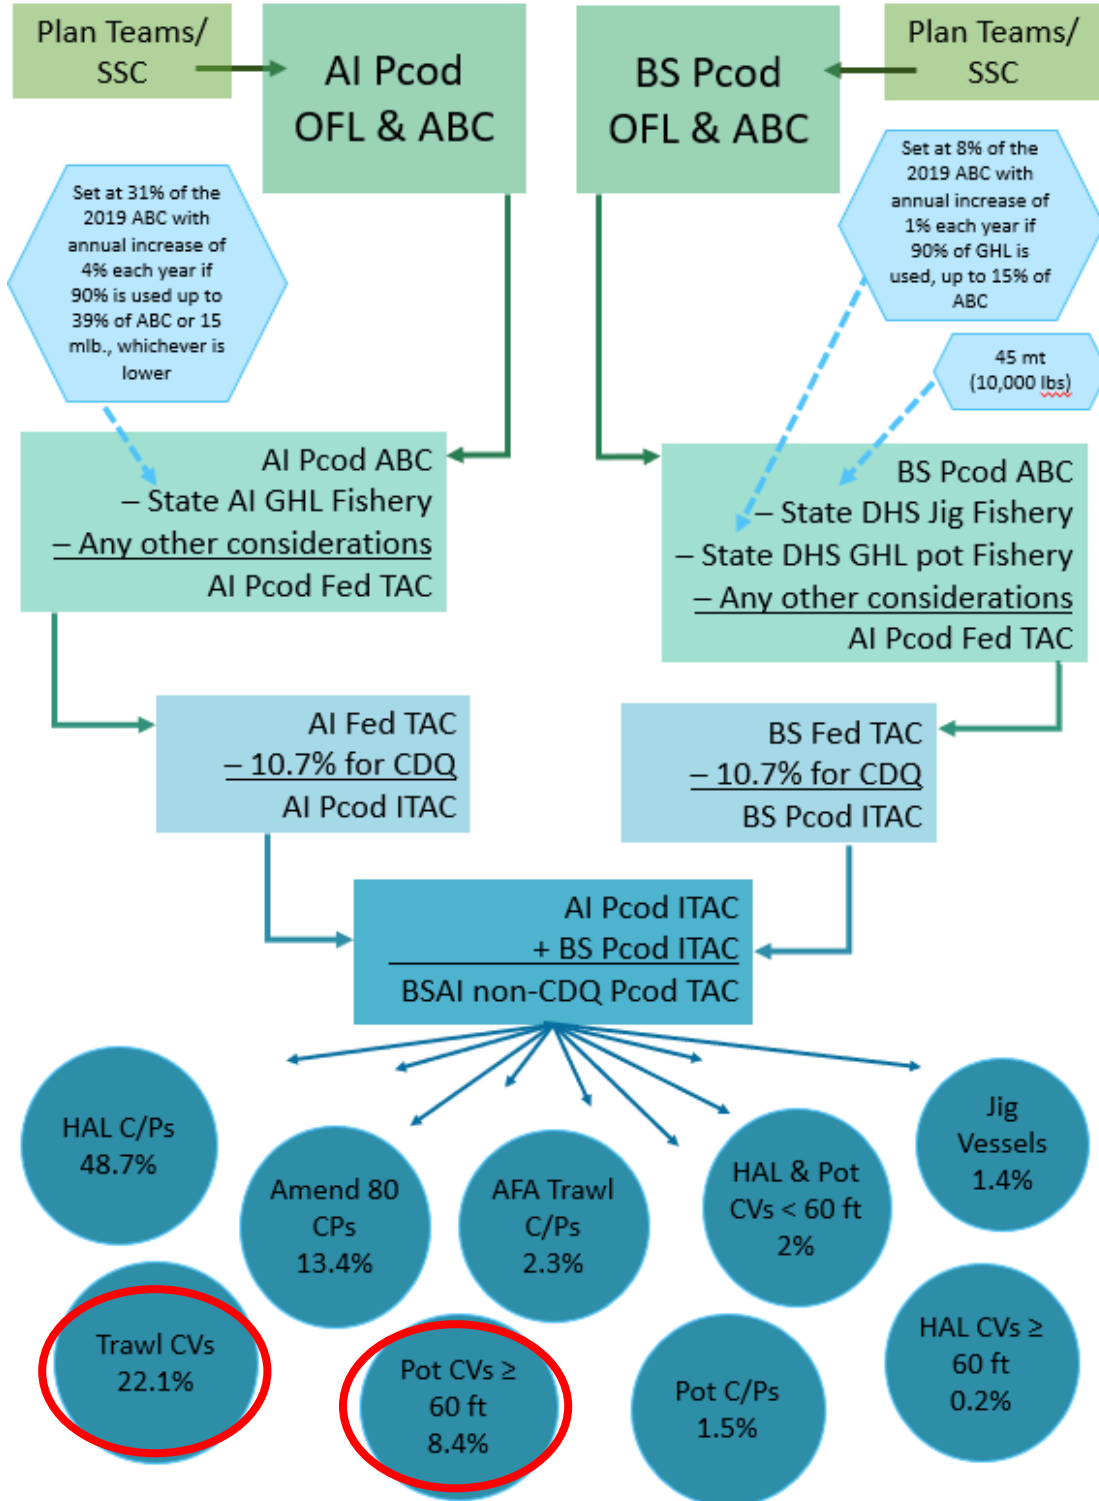 Plan Teams/
SSC
AI Pcod
OFL & ABC
BS Pcod
OFL & ABC
Plan Teams/
SSC
Set at 31% of the
2019 ABC with
annual increase of
4% each year if
90% is used up to
39% of ABC or 15
mlb., whichever is
lower
Set at 8% of the
2019 ABC with
annual increase of
1% each year if
90% of GHL is
used, up to 15% of
ABC
45 mt
(10,000 lbs)
AI Pcod ABC
– State AI GHL Fishery
– Any other considerations
AI Pcod Fed TAC
BS Pcod ABC
– State DHS Jig Fishery
– State DHS GHL pot Fishery
– Any other considerations
AI Pcod Fed TAC
AI Fed TAC
– 10.7% for CDQ
AI Pcod ITAC
BS Fed TAC
– 10.7% for CDQ
BS Pcod ITAC
AI Pcod ITAC
+ BS Pcod ITAC
BSAI non-CDQ Pcod TAC
HAL C/Ps
48.7%
Amend 80
CPs
13.4%
AFA Trawl
C/Ps
2.3%
HAL & Pot
CVs < 60 ft
2%
Jig
Vessels
1.4%
Trawl CVs
22.1%
Pot CVs ≥
60 ft
8.4%
Pot C/Ps
1.5%
HAL CVs ≥
60 ft
0.2%